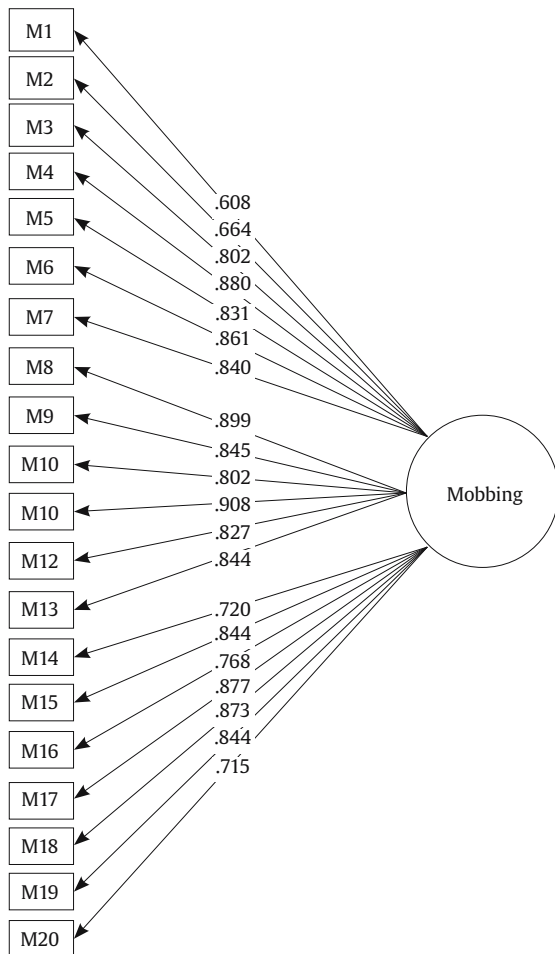 M1
M2
M3
M4
M5
M6
M7
M8
M9
M10
M10
M12
M13
M14
M15
M16
M17
M18
M19
M20
.608
.664
.802
.880
.831
.861
.840
.899
.845
.802
.908
.827
.844
.720
.844
.768
.877
.873
.844
.715
Mobbing